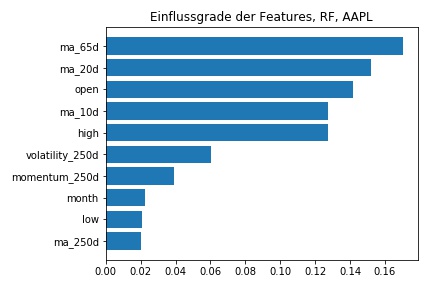 Einflussgrade der Features, RF, AAPL
ma_65d
ma_20d
open
ma_10d
high
volatility_250d
momentum_250d
month
low
ma_250d
0.00 0.02 0.04 0.06 0.08 0.10 0.12 0.14 0.16